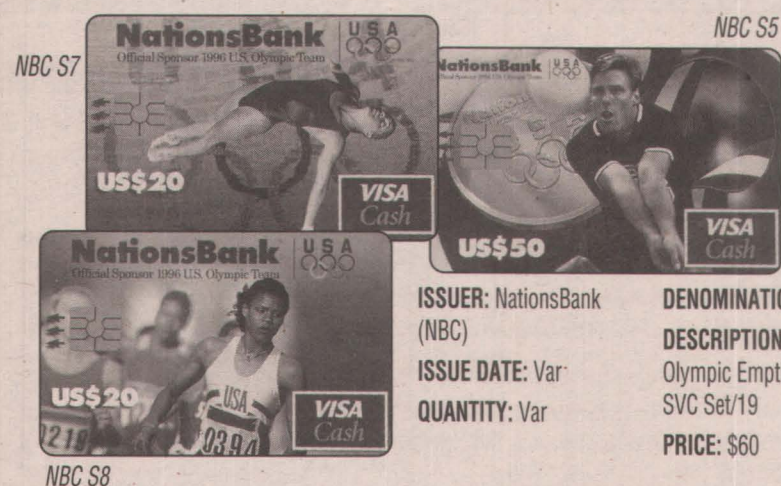 NBC S7
NationsBank
Official Sponsor 1996 U.S. Olympic Team
USA
US$20
VISA
Cash
NBC S5
NationsBank
USA
US$50
VISA
Cash
NationsBank
Official Sponsor 1996 U.S. Olympic Team
USA
US$20
USA
0394
VISA
Cash
NBC S8
ISSUER: NationsBank
(NBC)
ISSUE DATE: Var
QUANTITY: Var
DENOMINATIO
DESCRIPTION
Olympic Empt
SVC Set/19
PRICE: $60